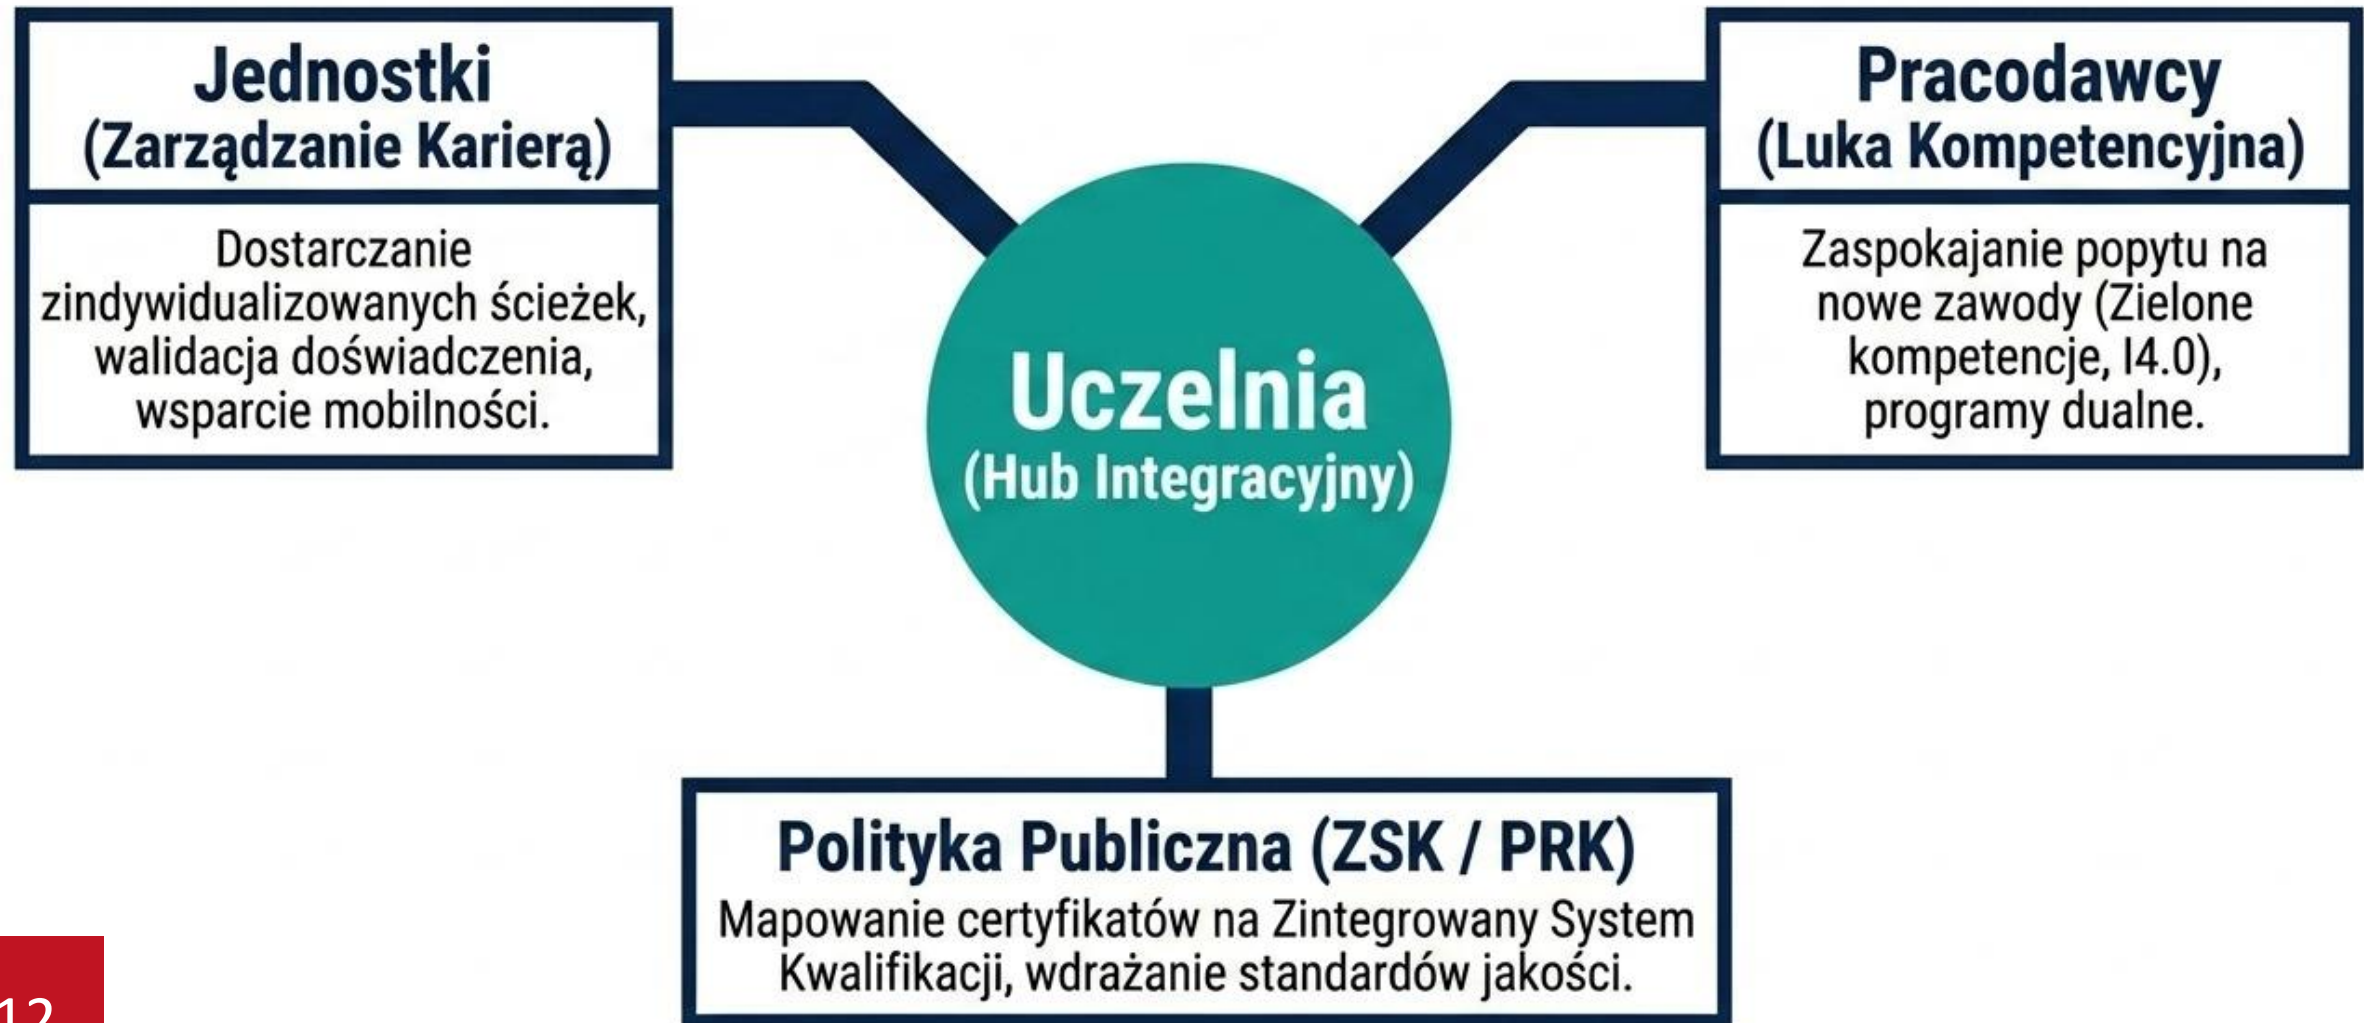 Jednostki
(Zarządzanie Karierą)
Dostarczanie
zindywidualizowanych ścieżek,
walidacja doświadczenia,
wsparcie mobilności.
Pracodawcy
(Luka Kompetencyjna)
Zaspokajanie popytu na
nowe zawody (Zielone
kompetencje, I4.0),
programy dualne.
Uczelnia
(Hub Integracyjny)
Polityka Publiczna (ZSK / PRK)
Mapowanie certyfikatów na Zintegrowany System
Kwalifikacji, wdrażanie standardów jakości.
12